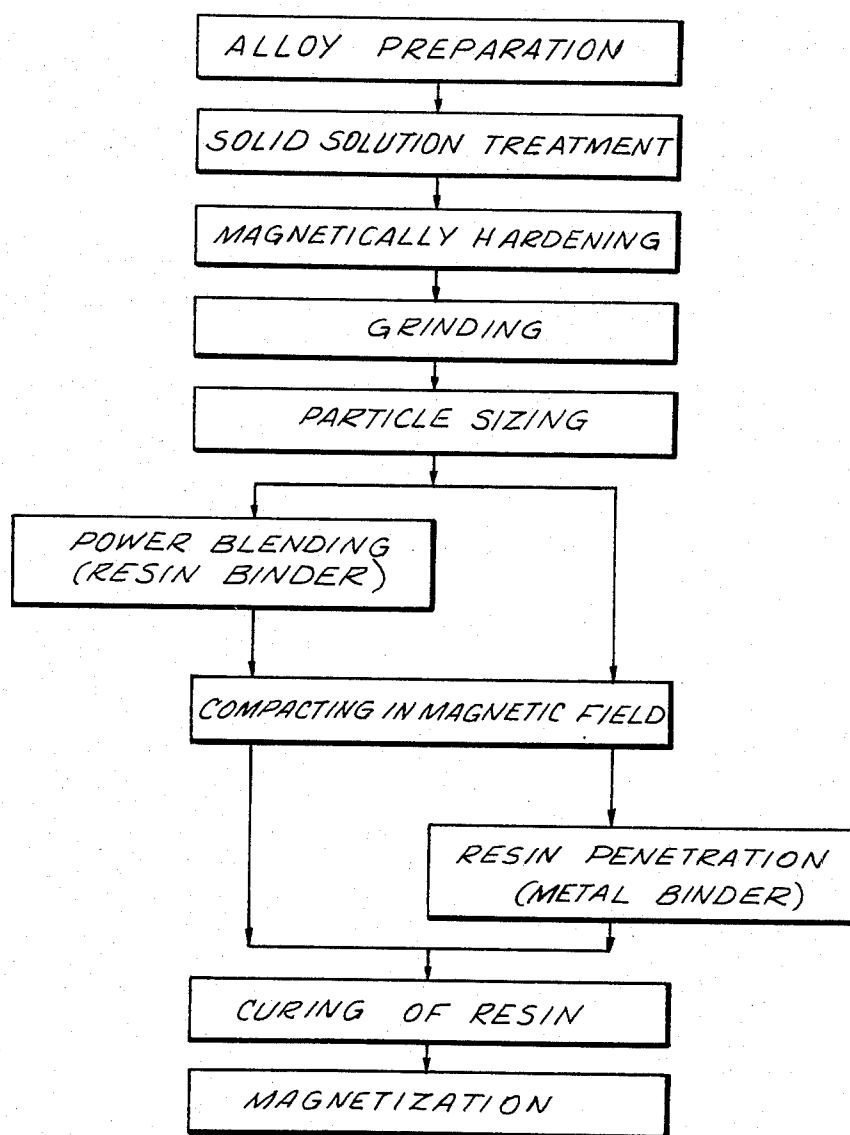 ALLOY PREPARATION
SOLID SOLUTION TREATMENT
MAGNETICALLY HARDENING
GRINDING
PARTICLE SIZING
POWER BLENDING
(RESIN BINDER)
COMPACTING IN MAGNETIC FIELD
RESIN PENETRATION
(METAL BINDER)
CURING OF RESIN
MAGNETIZATION